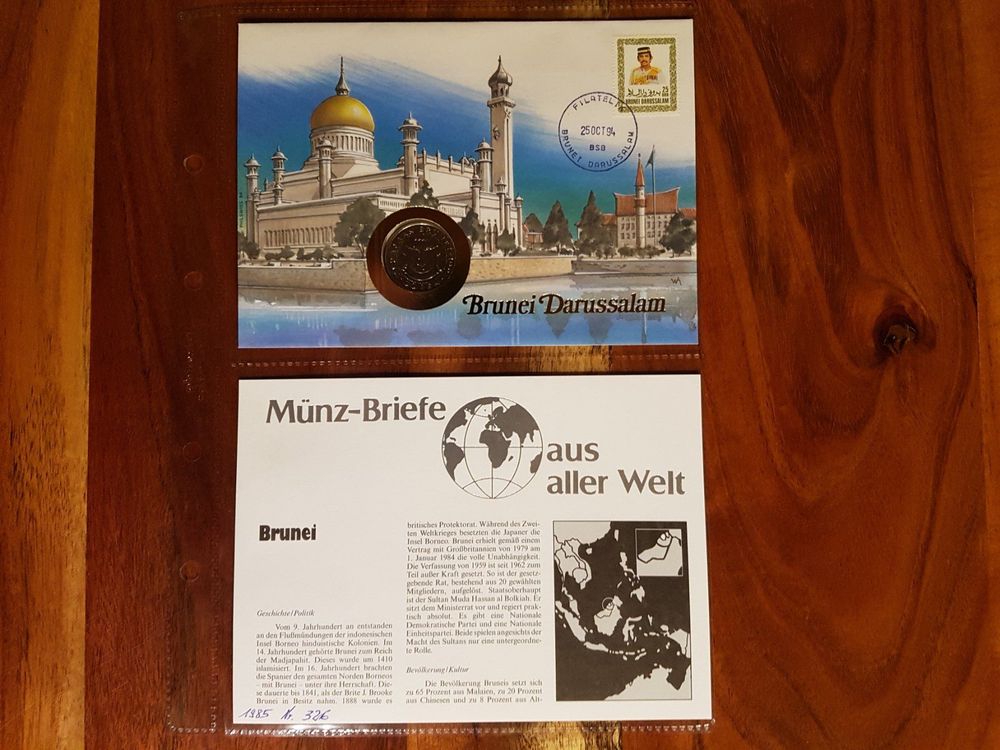 25
بروني دارالسلام
BRUNEI DARUSSALAM
FILATELI
25 OCT 94
BSB
BRUNEI DARUSSALAM
Brunei Darussalam
Münz-Briefe
aus
aller Welt
Brunei
Geschichte/Politik
Vom 9. Jahrhundert an entstanden
an den Flußmündungen der indonesischen
Insel Borneo hinduistische Kolonien. Im
14. Jahrhundert gehörte Brunei zum Reich
der Madjapahit. Dieses wurde um 1410
islamisiert. Im 16. Jahrhundert brachten
die Spanier den gesamten Norden Borneos
– mit Brunei – unter ihre Herrschaft. Die-
se dauerte bis 1841, als der Brite J. Brooke
Brunei in Besitz nahm. 1888 wurde es
britisches Protektorat. Während des Zwei-
ten Weltkrieges besetzten die Japaner die
Insel Borneo. Brunei erhielt gemäß einem
Vertrag mit Großbritannien von 1979 am
1. Januar 1984 die volle Unabhängigkeit.
Die Verfassung von 1959 ist seit 1962 zum
Teil außer Kraft gesetzt. So ist der gesetz-
gebende Rat, bestehend aus 20 gewählten
Mitgliedern, aufgelöst. Staatsoberhaupt
ist der Sultan Muda Hassan al Bolkiah. Er
sitzt dem Ministerrat vor und regiert prak-
tisch absolut. Es gibt eine Nationale
Demokratische Partei und eine Nationale
Einheitspartei. Beide spielen angesichts der
Macht des Sultans nur eine untergeordne-
te Rolle.
Bevölkerung/Kultur
Die Bevölkerung Bruneis setzt sich
zu 65 Prozent aus Malaien, zu 20 Prozent
aus Chinesen und zu 8 Prozent aus Alt-
1985 Nr. 326